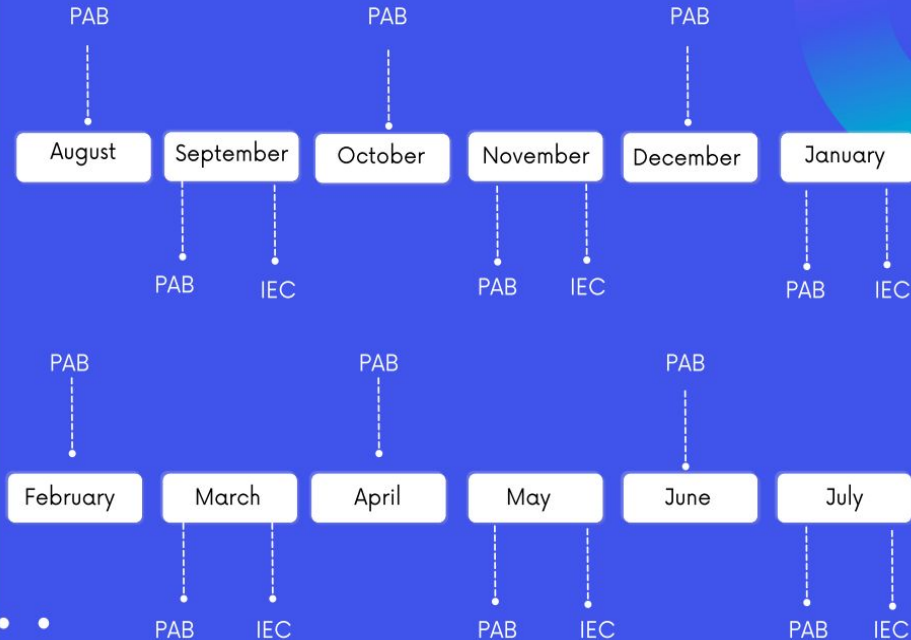 PAB PAB PAB
August September October November December January
PAB IEC PAB IEC PAB IEC
PAB PAB PAB
February March April May June July
PAB IEC PAB IEC PAB IEC